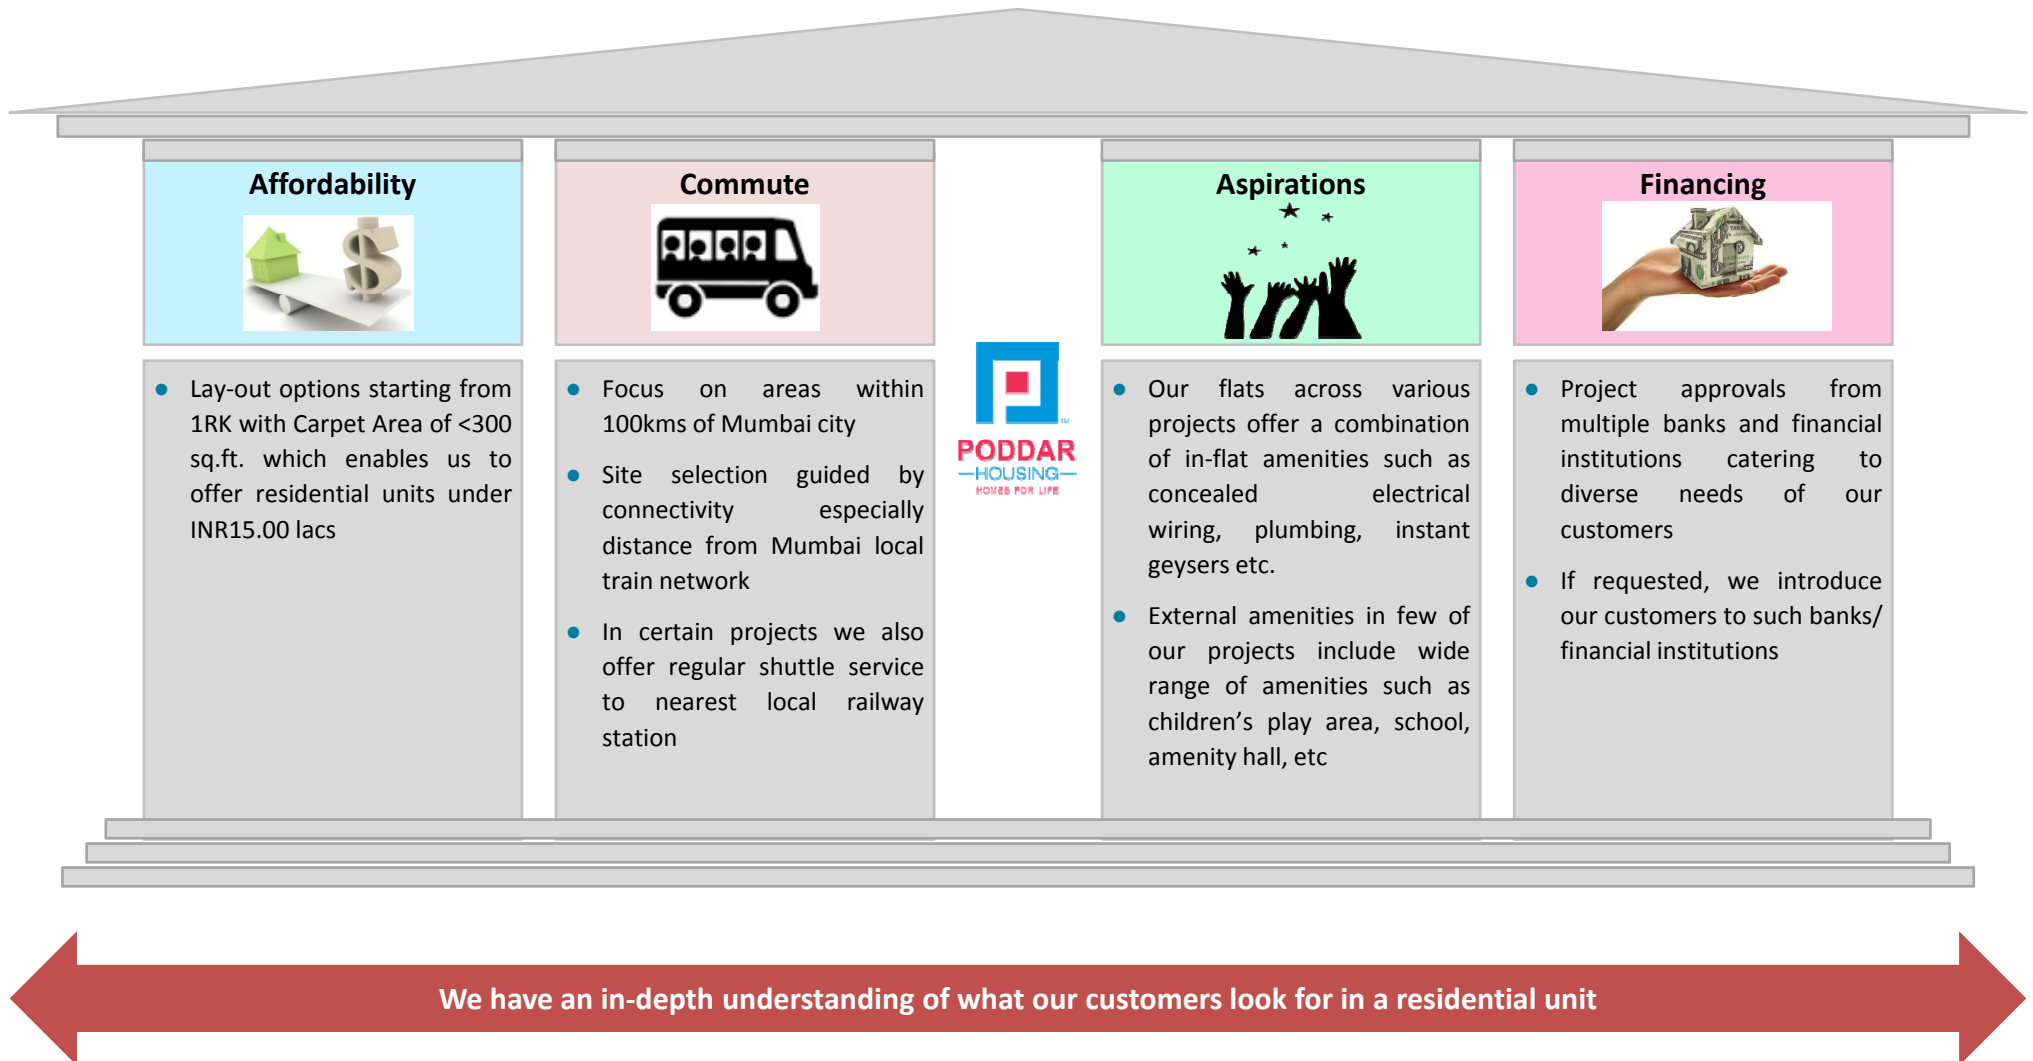 Affordability
Lay-out options starting from
1RK with Carpet Area of <300
sq.ft. which enables us to
offer residential units under
INR15.00 lacs
Commute
Focus on areas within
100kms of Mumbai city
Site selection guided by
connectivity especially
distance from Mumbai local
train network
In certain projects we also
offer regular shuttle service
to nearest local railway
station
PODDAR
HOUSING
HOMES FOR LIFE
Aspirations
Our flats across various
projects offer a combination
of in-flat amenities such as
concealed electrical
wiring, plumbing, instant
geysers etc.
External amenities in few of
our projects include wide
range of amenities such as
children’s play area, school,
amenity hall, etc
Financing
Project approvals from
multiple banks and financial
institutions catering to
diverse needs of our
customers
If requested, we introduce
our customers to such banks/
financial institutions
We have an in-depth understanding of what our customers look for in a residential unit